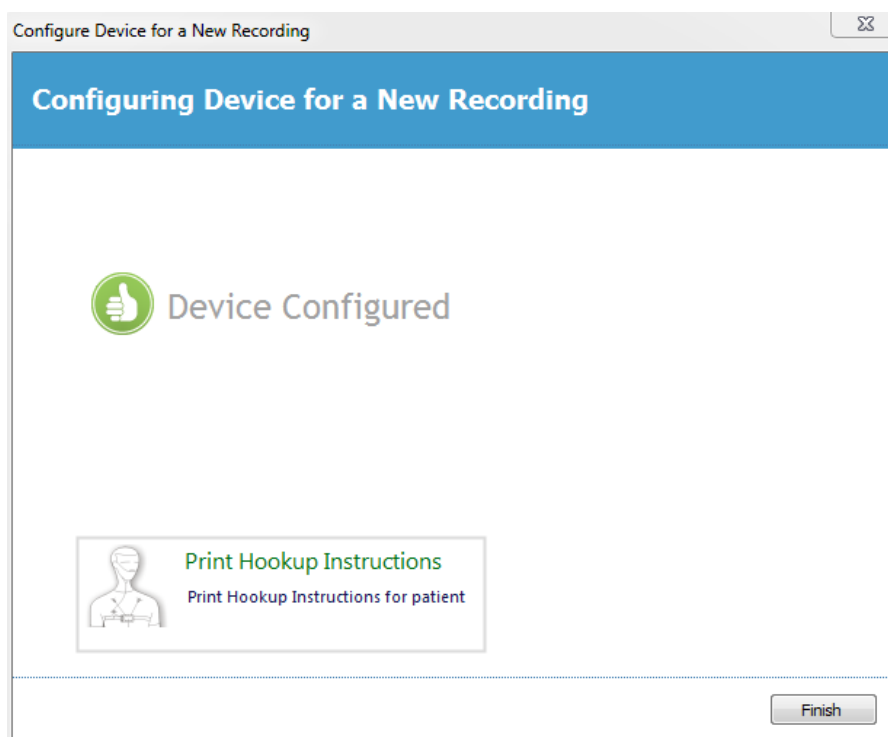 Configure Device for a New Recording
Configuring Device for a New Recording
Device Configured
Print Hookup Instructions
Print Hookup Instructions for patient
Finish